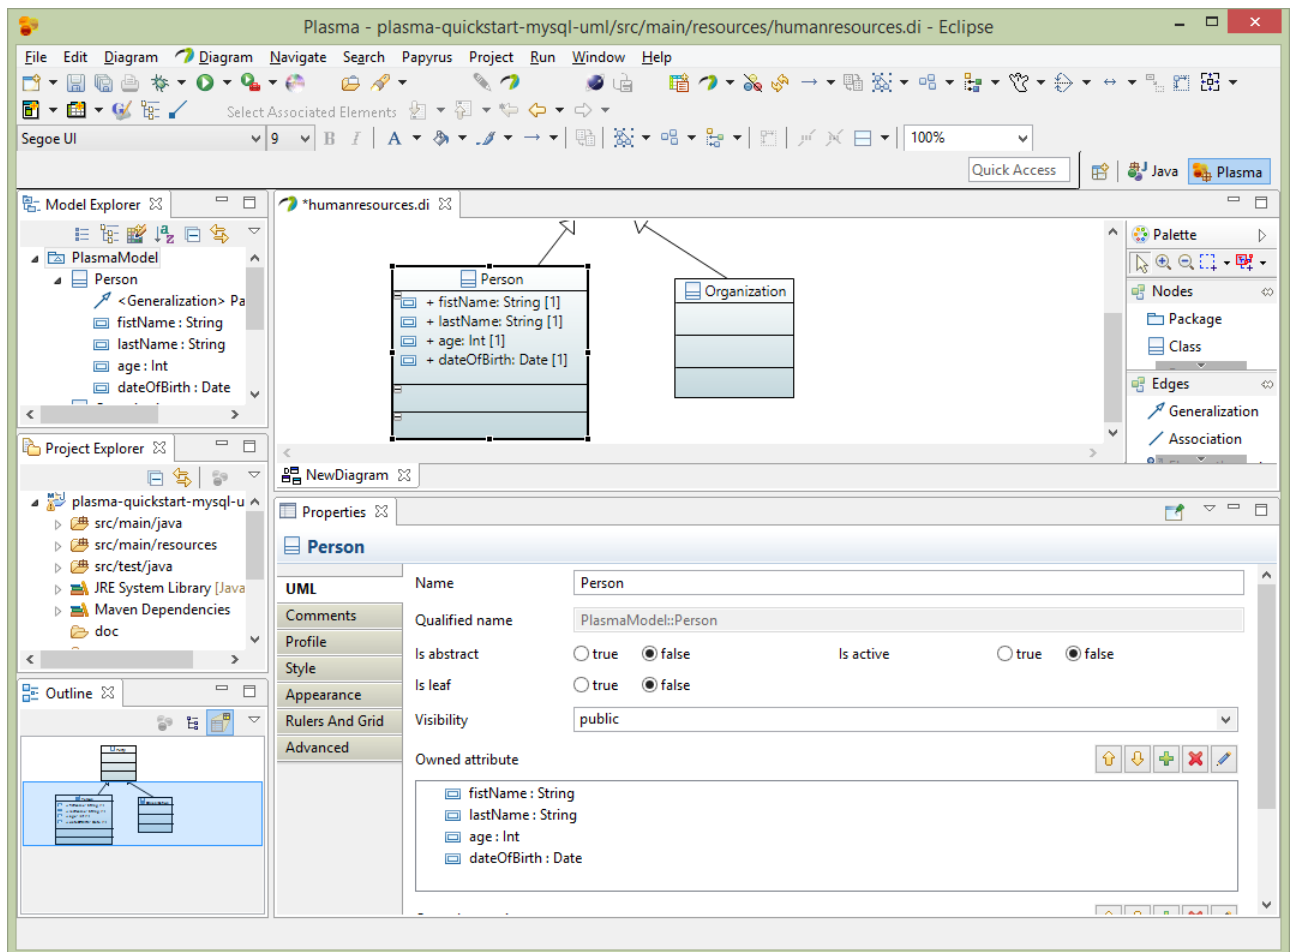 Plasma - plasma-quickstart-mysql-uml/src/main/resources/humanresources.di - Eclipse
File Edit Diagram Diagram Navigate Search Papyrus Project Run Window Help
Select Associated Elements
Segoe UI 9 B I A 100%
Quick Access Java Plasma
Model Explorer
PlasmaModel
Person
<Generalization> Pa
fistName : String
lastName : String
age : Int
dateOfBirth : Date
*humanresources.di
Person
+ fistName: String [1]
+ lastName: String [1]
+ age: Int [1]
+ dateOfBirth: Date [1]
Organization
Palette
Nodes
Package
Class
Edges
Generalization
Association
NewDiagram
Project Explorer
plasma-quickstart-mysql-u
src/main/java
src/main/resources
src/test/java
JRE System Library [Java
Maven Dependencies
doc
Outline
Properties
Person
UML
Comments
Profile
Style
Appearance
Rulers And Grid
Advanced
Name Person
Qualified name PlasmaModel::Person
Is abstract true false Is active true false
Is leaf true false
Visibility public
Owned attribute
fistName : String
lastName : String
age : Int
dateOfBirth : Date